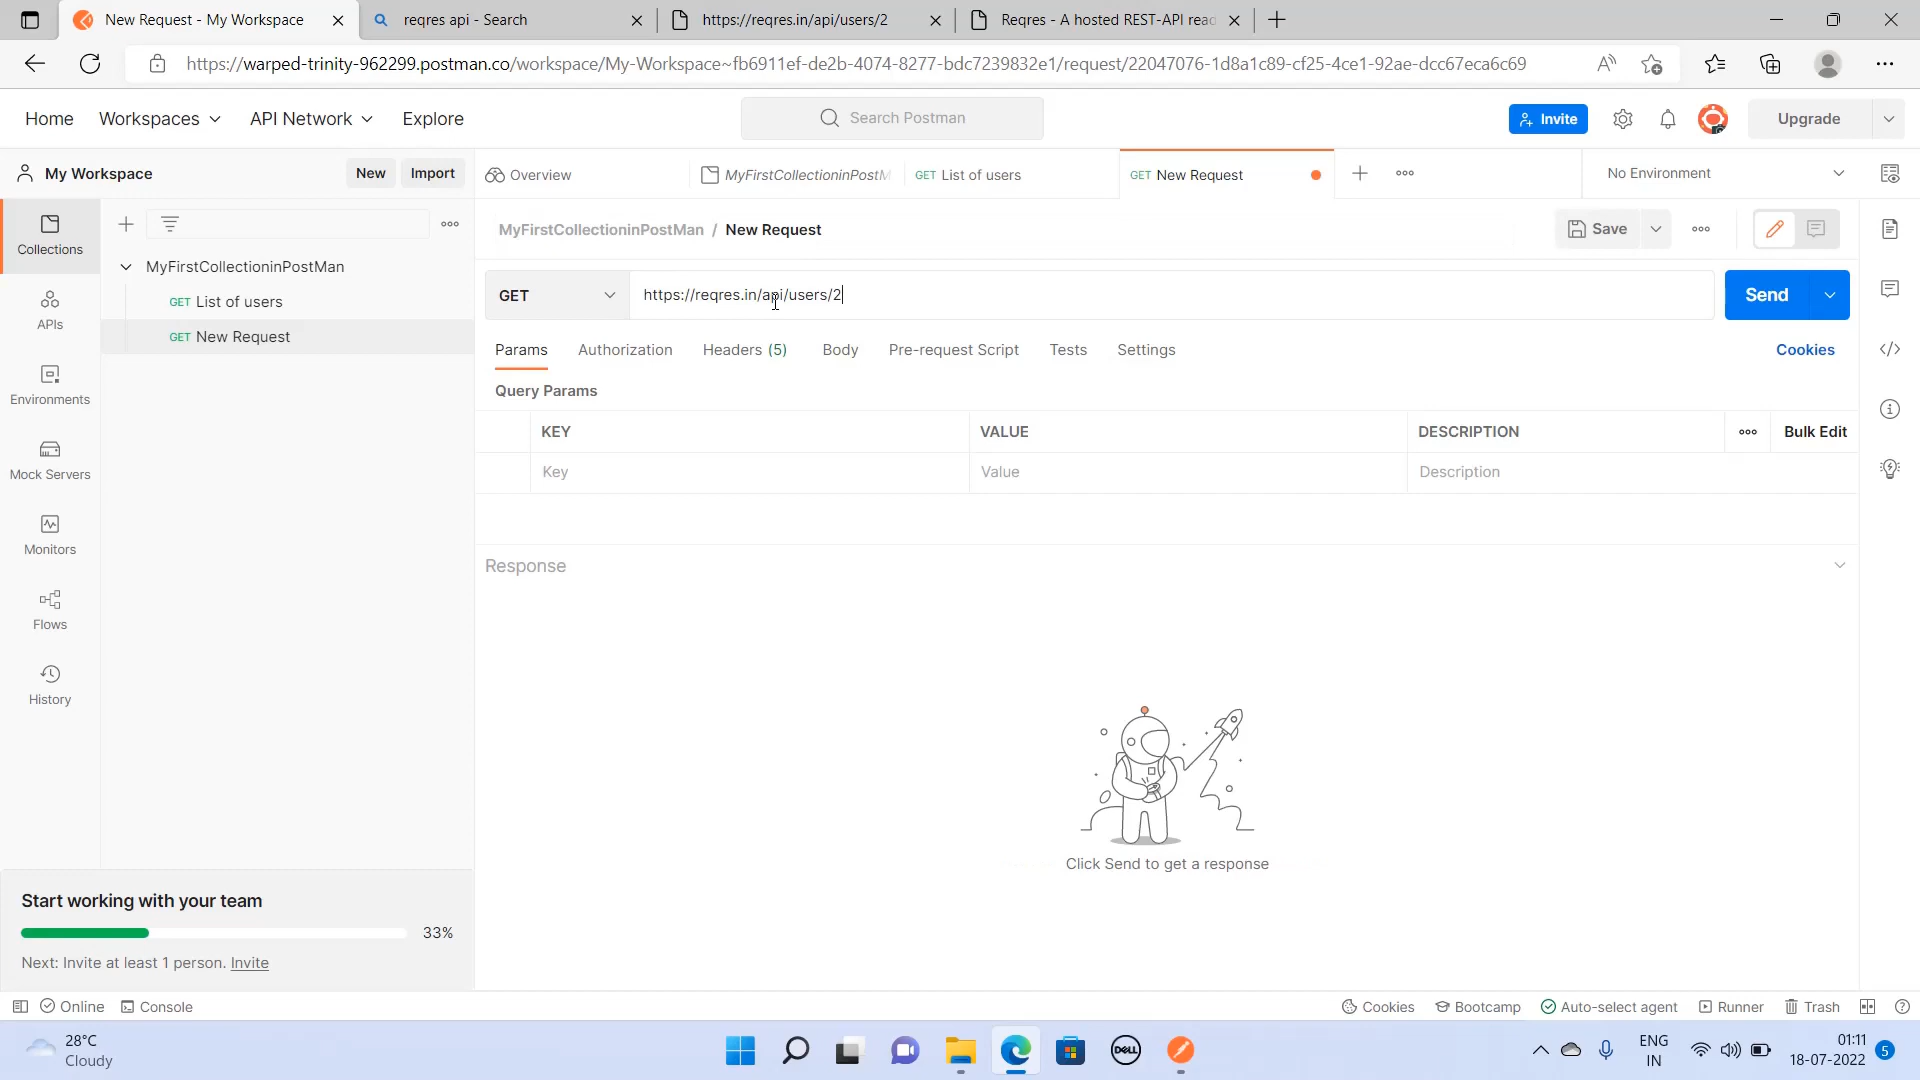 New Request - My Workspace
reqres api - Search
https://reqres.in/api/users/2
Reqres - A hosted REST-API read
https://warped-trinity-962299.postman.co/workspace/My-Workspace~fb6911ef-de2b-4074-8277-bdc7239832e1/request/22047076-1d8a1c89-cf25-4ce1-92ae-dcc67eca6c69
Home Workspaces API Network Explore
Search Postman
Invite
Upgrade
My Workspace
New
Import
Overview
MyFirstCollectioninPostM
GET List of users
GET New Request
No Environment
Collections
APIs
Environments
Mock Servers
Monitors
Flows
History
MyFirstCollectioninPostMan
GET List of users
GET New Request
MyFirstCollectioninPostMan / New Request
Save
GET
https://reqres.in/api/users/2
Send
Params Authorization Headers (5) Body Pre-request Script Tests Settings
Cookies
Query Params
KEY VALUE DESCRIPTION
Bulk Edit
Key Value Description
Response
Click Send to get a response
Start working with your team
33%
Next: Invite at least 1 person. Invite
Online
Console
Cookies
Bootcamp
Auto-select agent
Runner
Trash
28°C
Cloudy
DELL
ENG
IN
01:11
18-07-2022
5